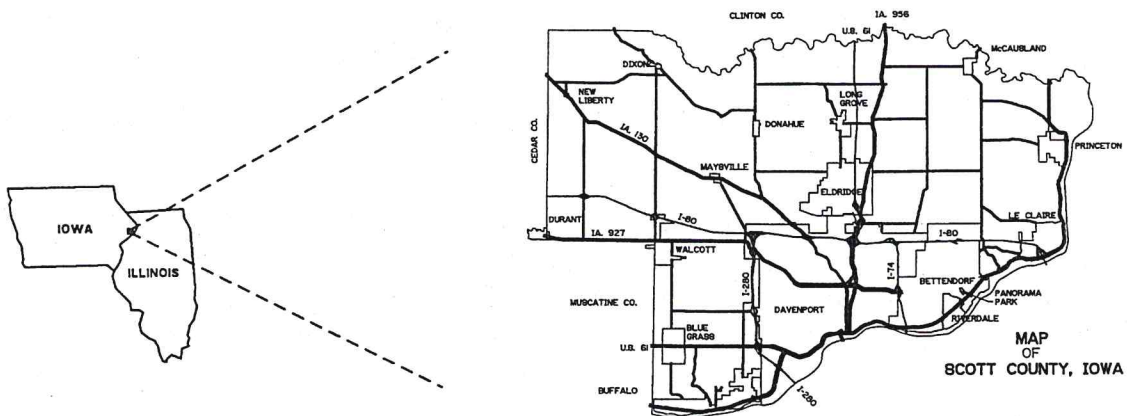 IOWA
ILLINOIS
CLINTON CO.
IA. 956
U.S. 61
McCAUSLAND
DIXON
NEW
LIBERTY
LONG
GROVE
DONAHUE
IA. 130
CEDAR CO.
PRINCETON
MAYSVILLE
ELDRIDGE
LE CLAIRE
DURANT
I-80
I-80
IA. 927
WALCOTT
I-280
I-74
BETTENDORF
PANORAMA
PARK
MUSCATINE CO.
DAVENPORT
RIVERDALE
BLUE
GRASS
U.S. 61
BUFFALO
I-280
MAP
OF
SCOTT COUNTY, IOWA